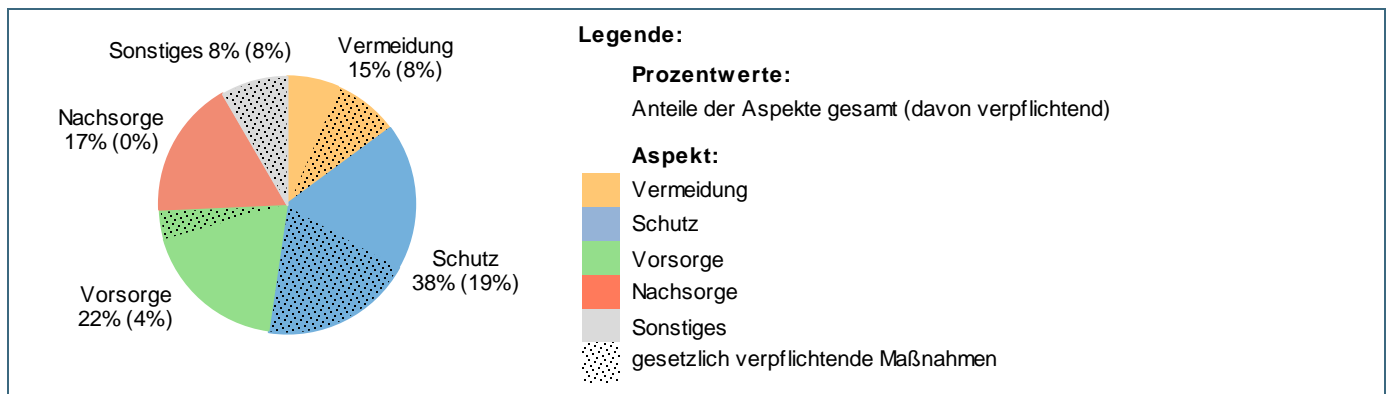 Sonstiges 8% (8%)
Vermeidung
15% (8%)
Nachsorge
17% (0%)
Schutz
38% (19%)
Vorsorge
22% (4%)
Legende:
Prozentwerte:
Anteile der Aspekte gesamt (davon verpflichtend)
Aspekt:
Vermeidung
Schutz
Vorsorge
Nachsorge
Sonstiges
gesetzlich verpflichtende Maßnahmen